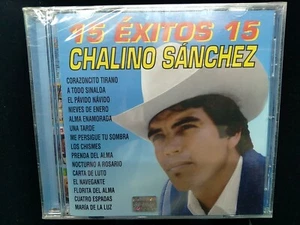 15 ÉXITOS 15
CHALINO SÁNCHEZ
CORAZONCITO TIRANO
A TODO SINALOA
EL PÁVIDO NÁVIDO
NIEVES DE ENERO
ALMA ENAMORADA
UNA TARDE
ME PERSIGUE TU SOMBRA
LOS CHISMES
PRENDA DEL ALMA
NOCTURNO A ROSARIO
CARTA DE LUTO
EL NAVEGANTE
FLORITA DEL ALMA
CUATRO ESPADAS
MARÍA DE LA LUZ